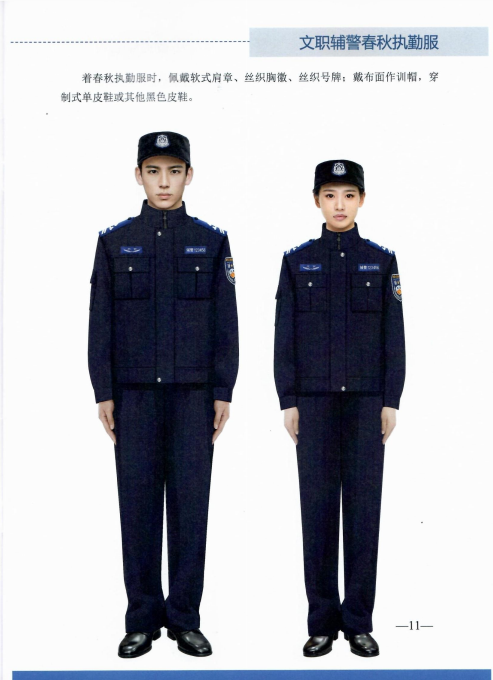 文职辅警春秋执勤服
着春秋执勤服时，佩戴软式肩章、丝织胸徽、丝织号牌；戴布面作训帽，穿
制式单皮鞋或其他黑色皮鞋。
—11—